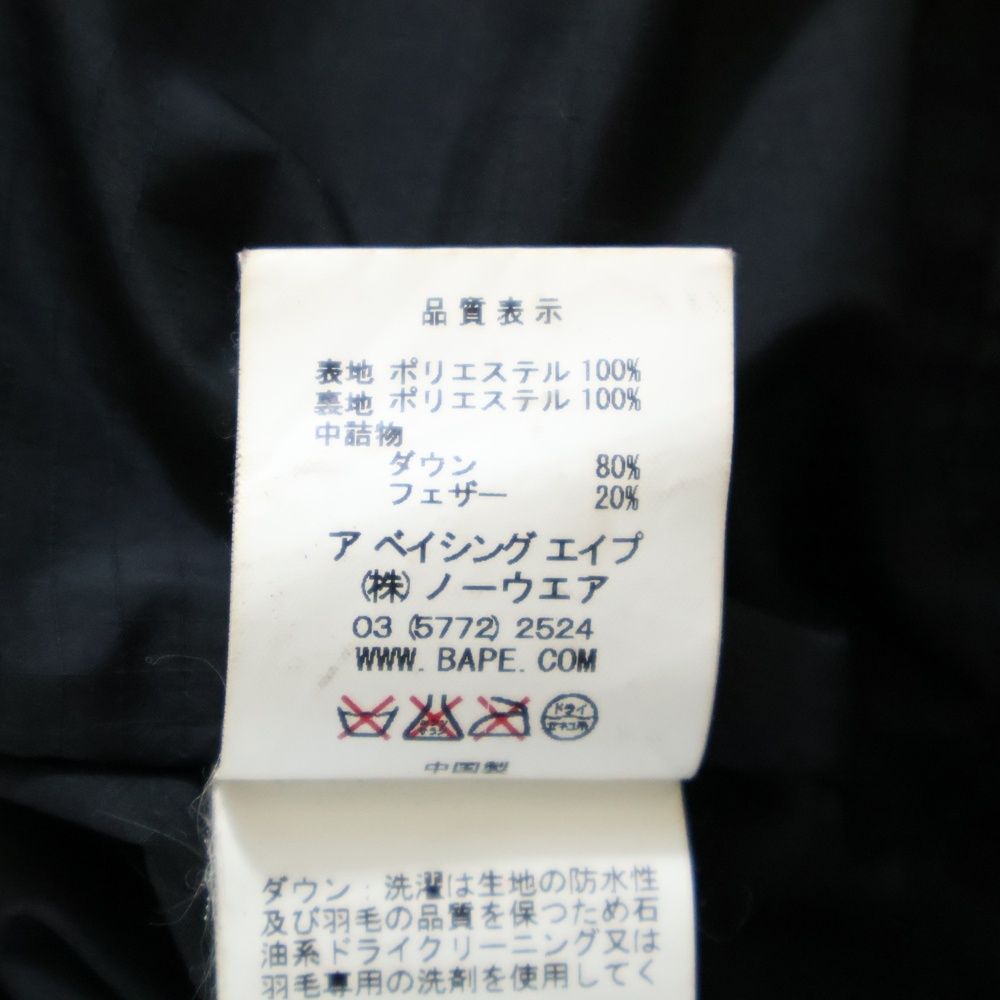 品質表示
表地 ポリエステル 100%
裏地 ポリエステル 100%
中詰物
ダウン 80%
フェザー 20%
ア ベイシング エイプ
(株) ノーウエア
03 (5772) 2524
WWW. BAPE. COM
ドライ
中国製
ダウン:洗濯は生地の防水性
及び羽毛の品質を保つため石
油系ドライクリーニング又は
羽毛専用の洗剤を使用してく